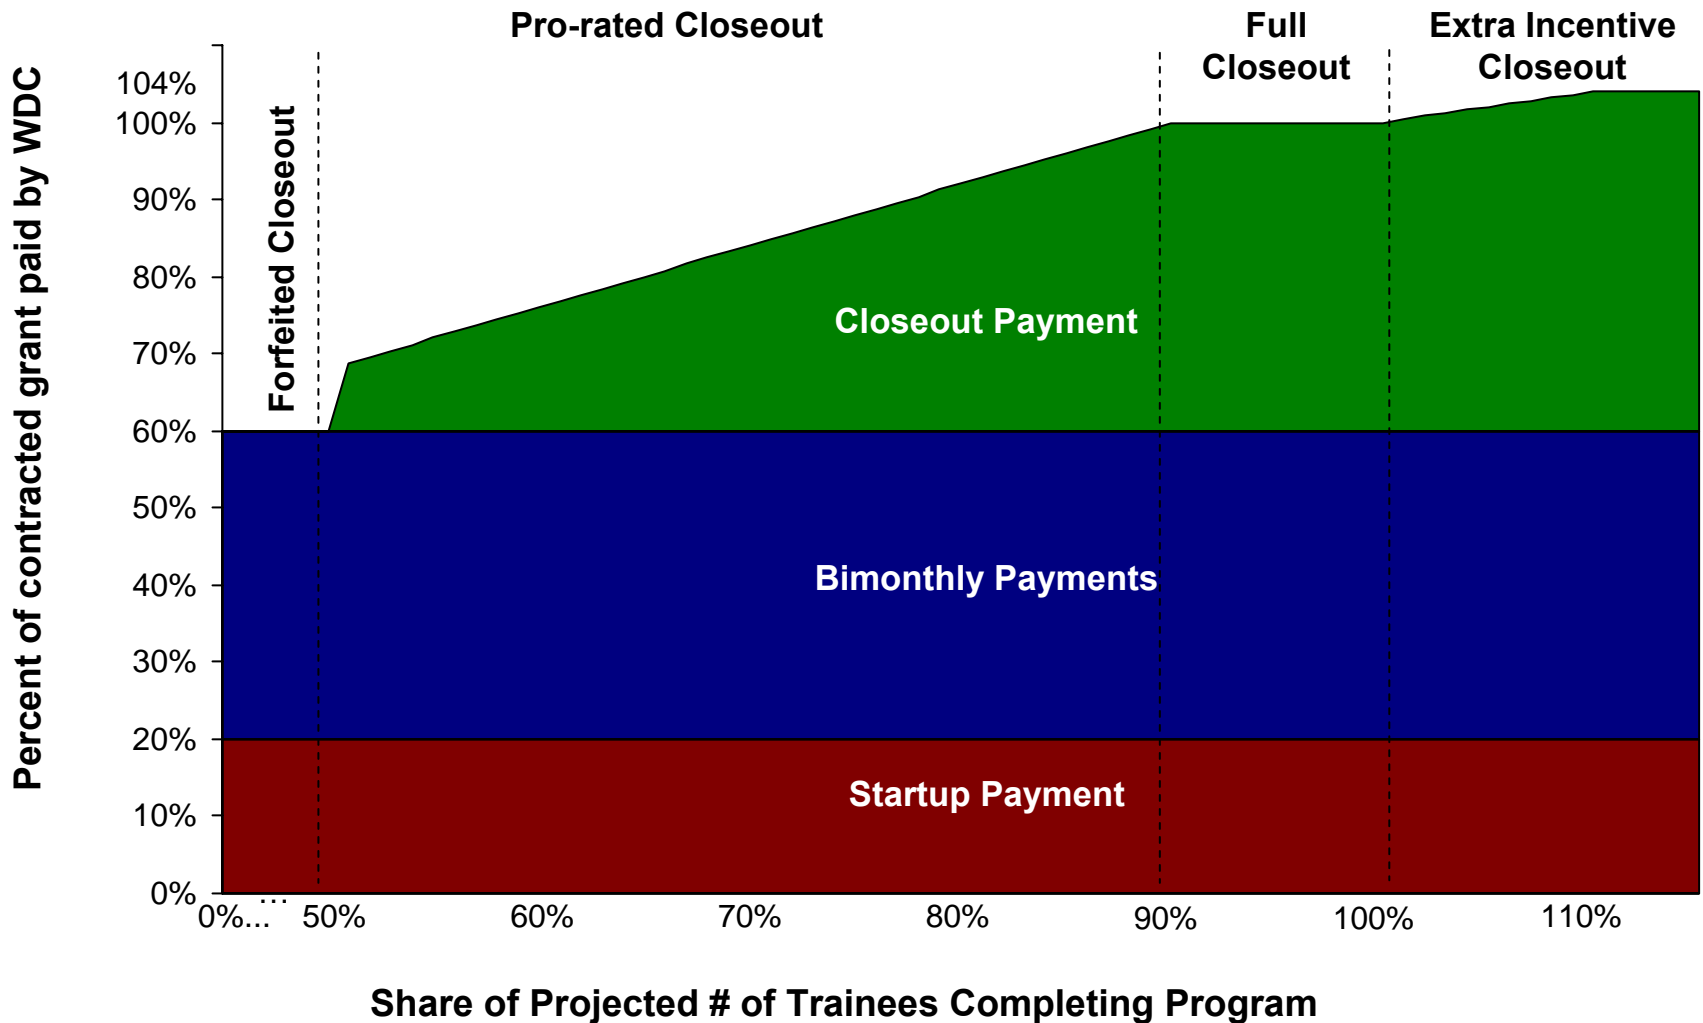 Pro-rated Closeout
Full
Closeout
Extra Incentive
Closeout
Percent of contracted grant paid by WDC
104%
100%
90%
80%
70%
60%
50%
40%
30%
20%
10%
0%
Forfeited Closeout
Closeout Payment
Bimonthly Payments
Startup Payment
...
0%... 50% 60% 70% 80% 90% 100% 110%
Share of Projected # of Trainees Completing Program